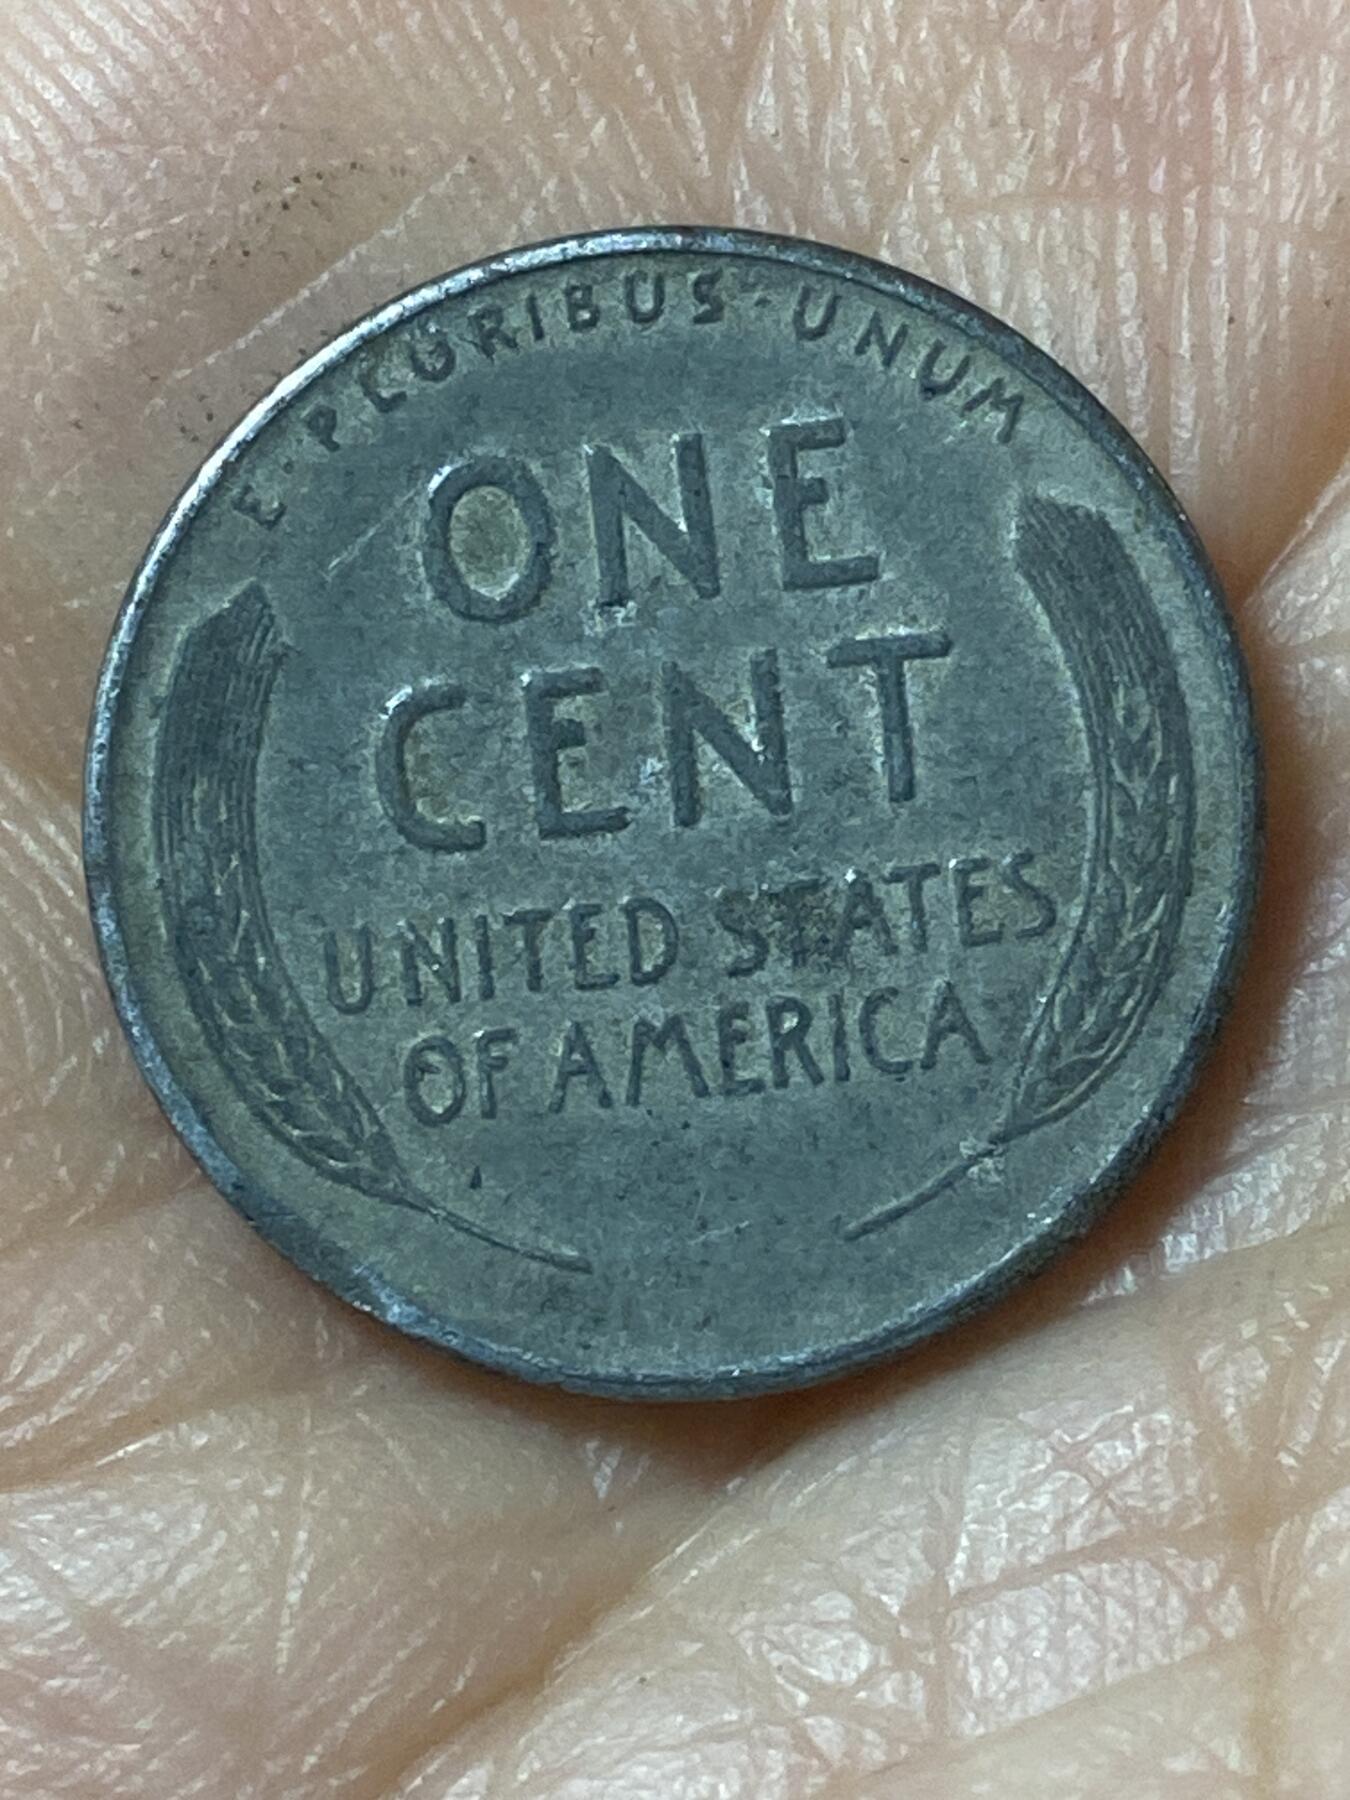 E·PLURIBUS·UNUM
ONE
CENT
UNITED STATES
OF AMERICA